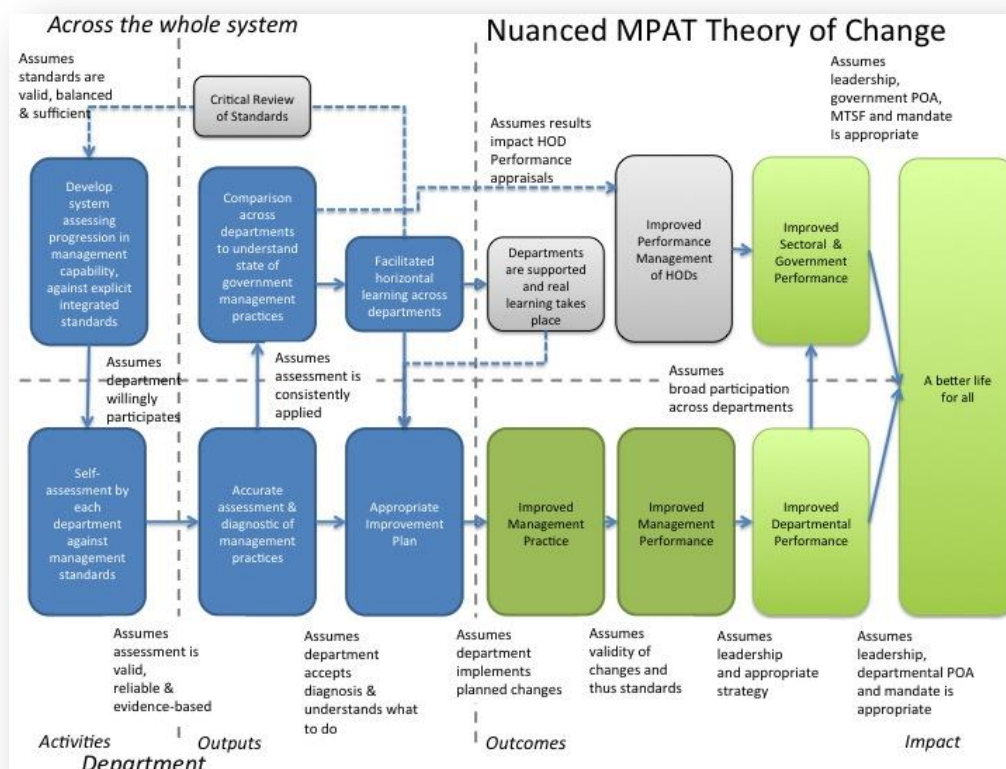 Across the whole system
Nuanced MPAT Theory of Change
Assumes
standards are
valid, balanced
& sufficient
Critical Review
of Standards
Assumes results
impact HOD
Performance
appraisals
Assumes
leadership,
government POA,
MTSF and mandate
Is appropriate
Develop
system
assessing
progression in
management
capability,
against explicit
integrated
standards
Comparison
across
departments
to understand
state of
government
management
practices
Facilitated
horizontal
learning across
departments
Departments
are supported
and real
learning takes
place
Improved
Performance
Management
of HODs
Improved
Sectoral &
Government
Performance
A better life
for all
Assumes
department
willingly
participates
Assumes
assessment is
consistently
applied
Assumes
broad participation
across departments
Self-
assessment by
each
department
against
management
standards
Accurate
assessment &
diagnostic of
management
practices
Appropriate
Improvement
Plan
Improved
Management
Practice
Improved
Management
Performance
Improved
Departmental
Performance
Assumes
assessment is
valid,
reliable &
evidence-based
Assumes
department
accepts
diagnosis &
understands what
to do
Assumes
department
implements
planned changes
Assumes
validity of
changes and
thus standards
Assumes
leadership
and appropriate
strategy
Assumes
leadership,
departmental POA
and mandate is
appropriate
Activities
Outputs
Outcomes
Impact
Department